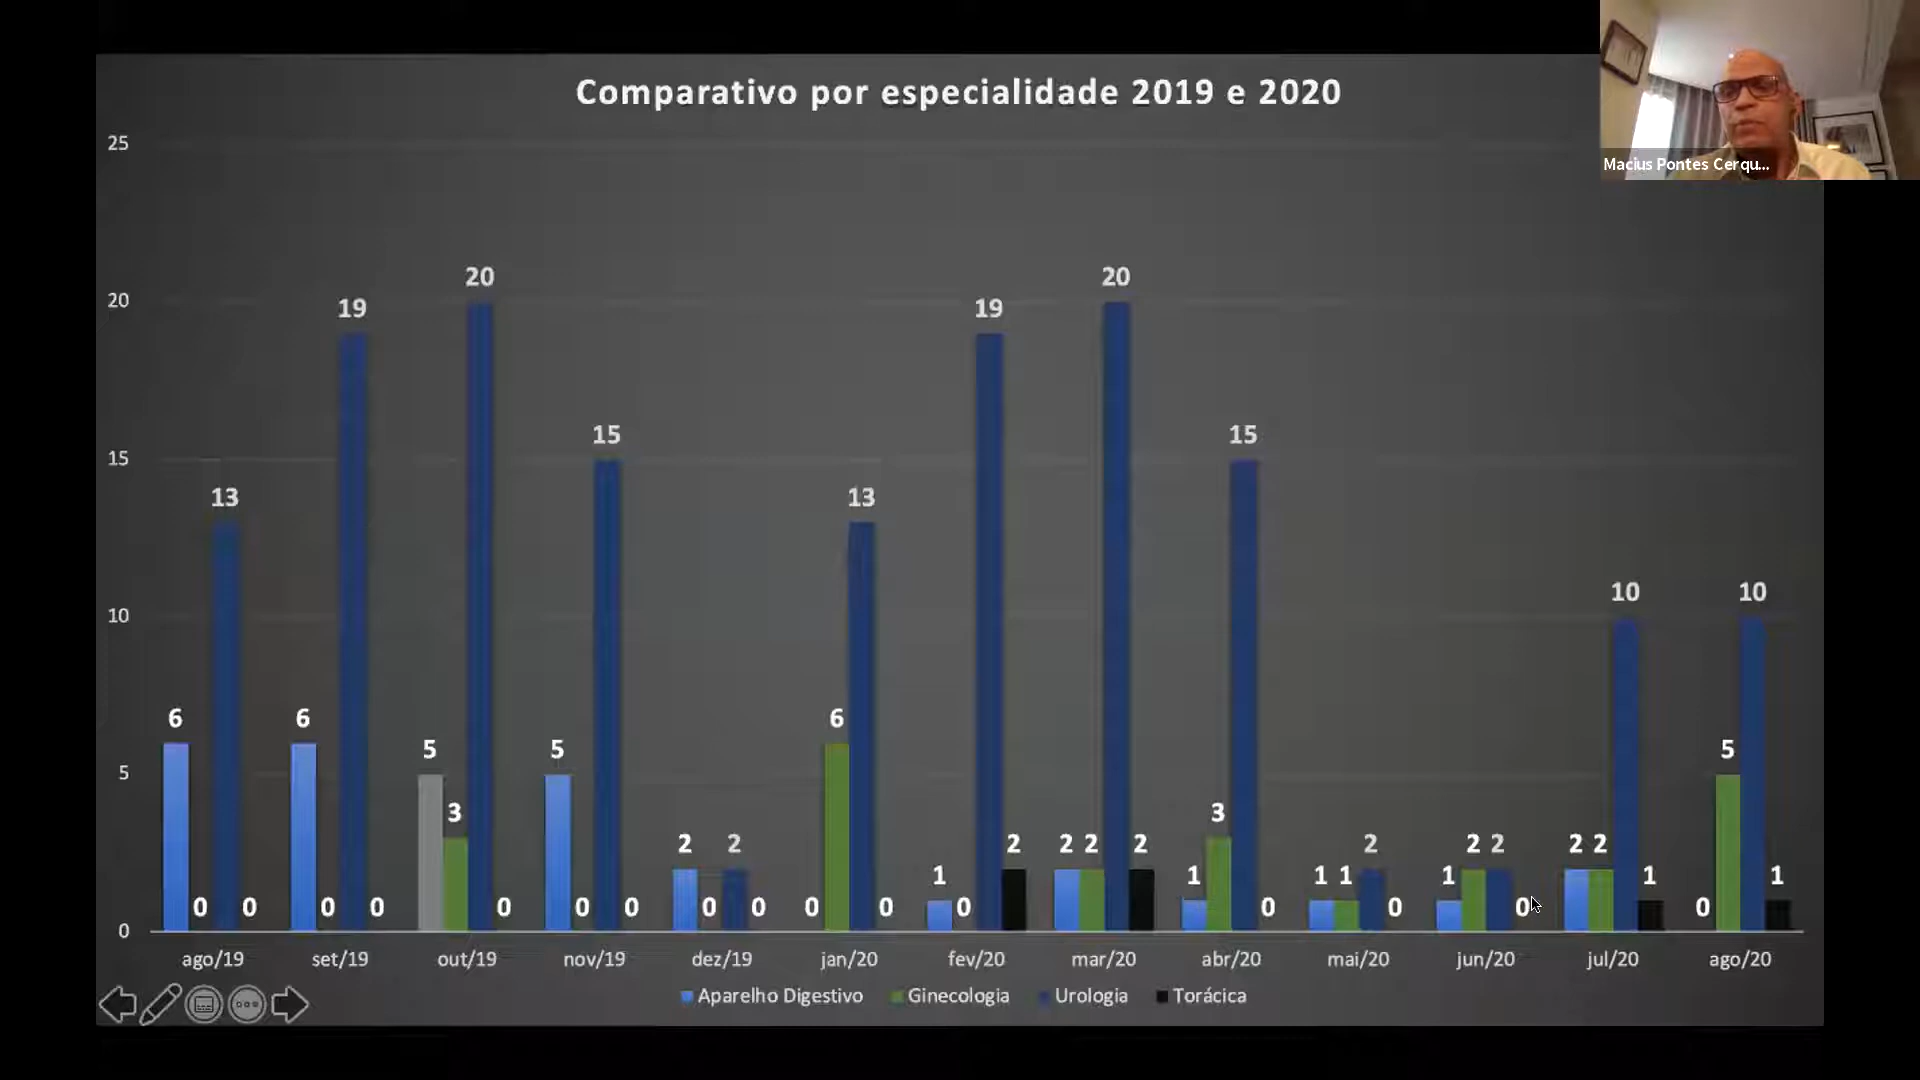 Comparativo por especialidade 2019 e 2020
Macius Pontes Cerqu...
25
20
15
10
5
0
6 0 13 0
6 0 19 0
5 3 20 0
5 0 15 0
2 0 2 0
0 6 13 0
1 0 19 2
2 2 20 2
1 3 15 0
1 1 2 0
1 2 2 0
2 2 10 1
0 5 10 1
ago/19 set/19 out/19 nov/19 dez/19 jan/20 fev/20 mar/20 abr/20 mai/20 jun/20 jul/20 ago/20
Aparelho Digestivo Ginecologia Urologia Torácica